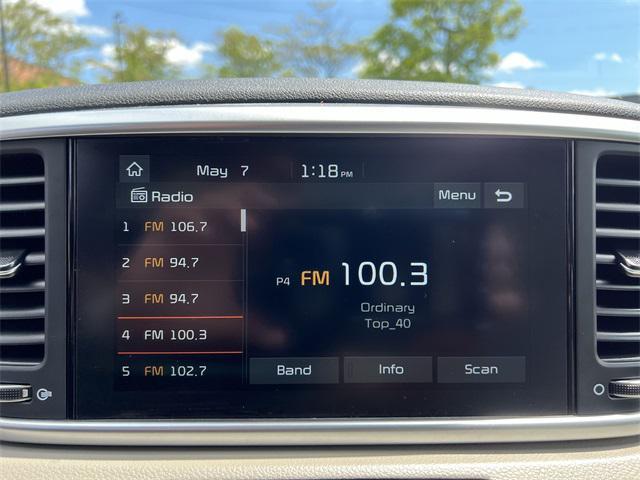 May 7 1:18 PM
Radio Menu
1 FM 106.7
2 FM 94.7
3 FM 94.7
4 FM 100.3
5 FM 102.7
P4 FM 100.3
Ordinary
Top_40
Band Info Scan